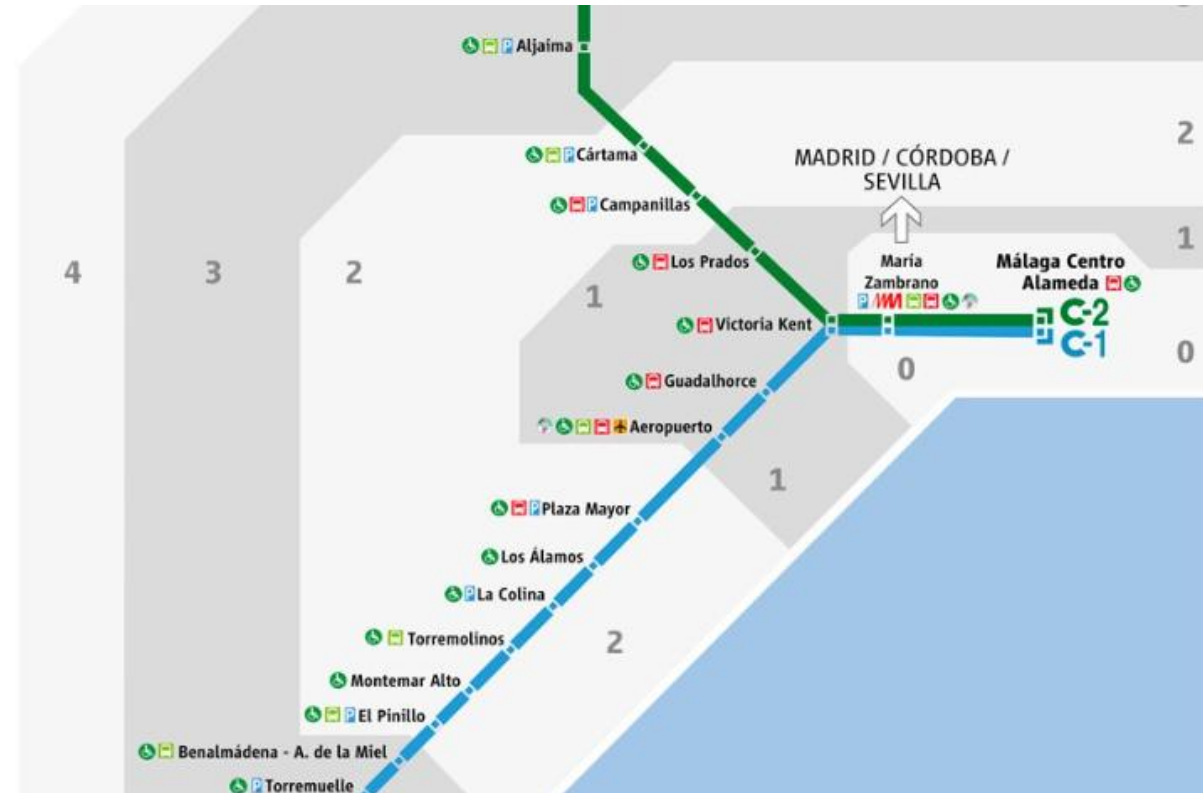 Aljaima
Cártama
MADRID / CÓRDOBA /
SEVILLA
2
Campanillas
1
4
3
2
1
Los Prados
María
Zambrano
Málaga Centro
Alameda
C-2
C-1
Victoria Kent
0
0
Guadalhorce
Aeropuerto
1
Plaza Mayor
Los Álamos
La Colina
Torremolinos
2
Montemar Alto
El Pinillo
Benalmádena - A. de la Miel
Torremuelle